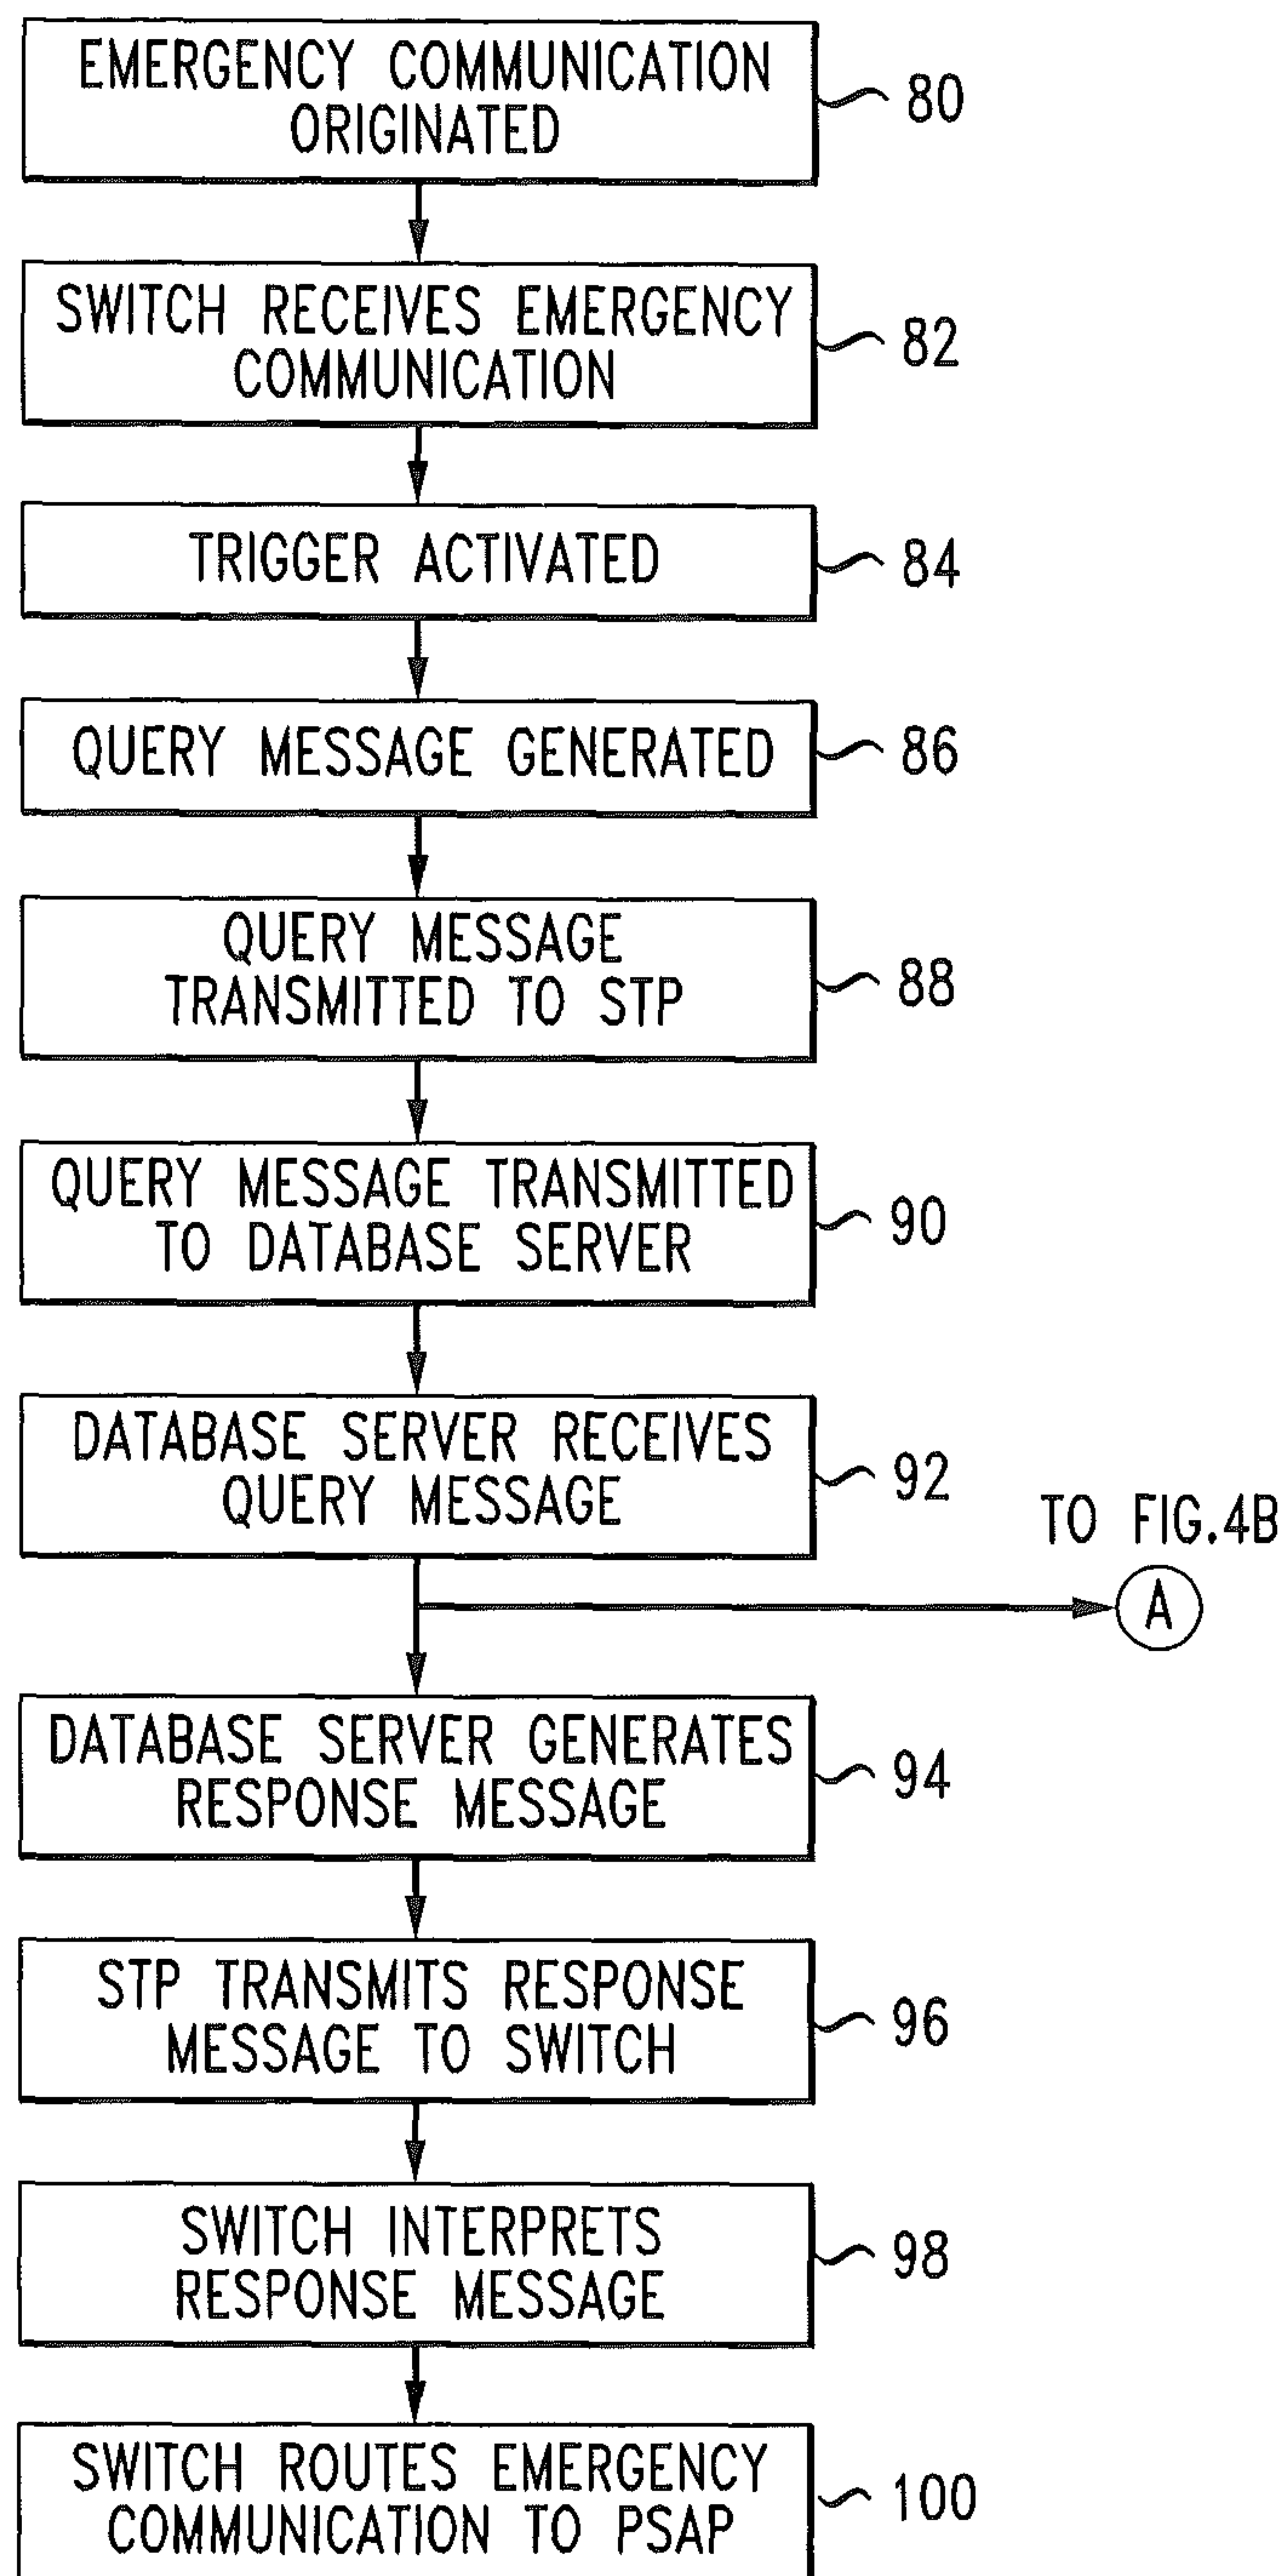 EMERGENCY COMMUNICATION
ORIGINATED
80
SWITCH RECEIVES EMERGENCY
COMMUNICATION
82
TRIGGER ACTIVATED
84
QUERY MESSAGE GENERATED
86
QUERY MESSAGE
TRANSMITTED TO STP
88
QUERY MESSAGE TRANSMITTED
TO DATABASE SERVER
90
DATABASE SERVER RECEIVES
QUERY MESSAGE
92
TO FIG.4B
A
DATABASE SERVER GENERATES
RESPONSE MESSAGE
94
STP TRANSMITS RESPONSE
MESSAGE TO SWITCH
96
SWITCH INTERPRETS
RESPONSE MESSAGE
98
SWITCH ROUTES EMERGENCY
COMMUNICATION TO PSAP
100